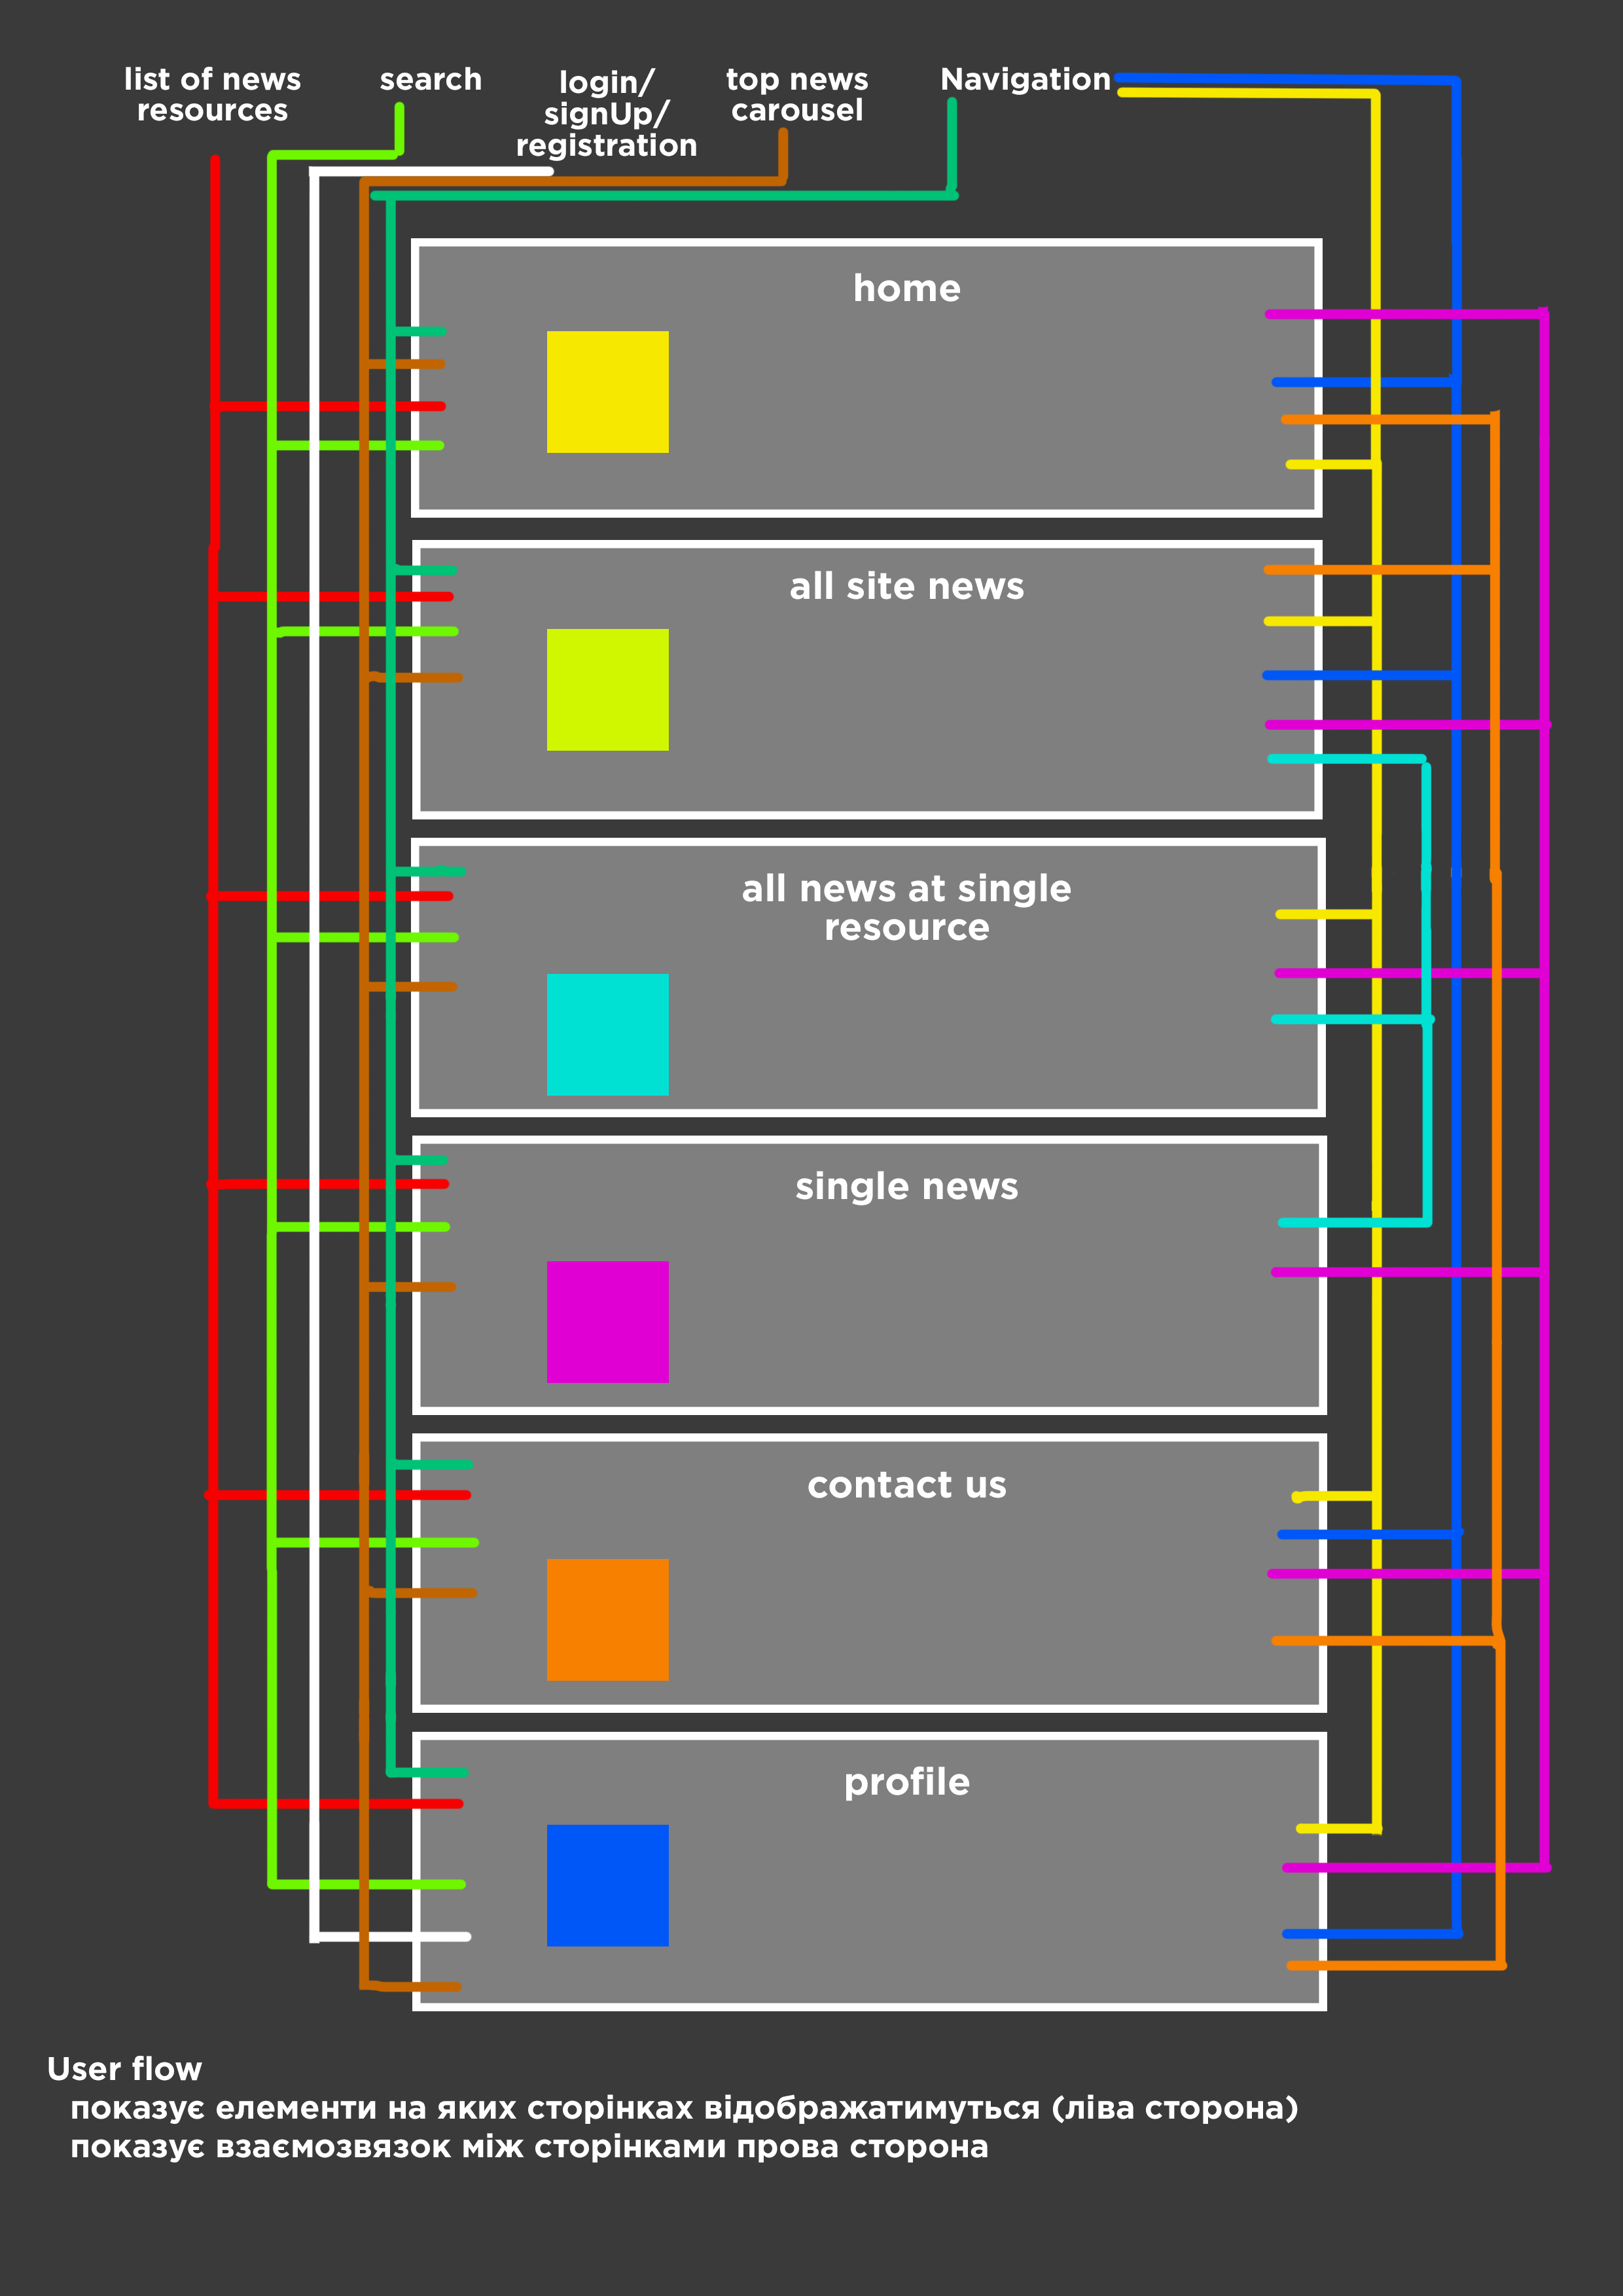 list of news
resources
search
login/
signUp/
registration
top news
carousel
Navigation
home
all site news
all news at single
resource
single news
contact us
profile
User flow
показує елементи на яких сторінках відображатимуться (ліва сторона)
показує взаємозвязок між сторінками прова сторона